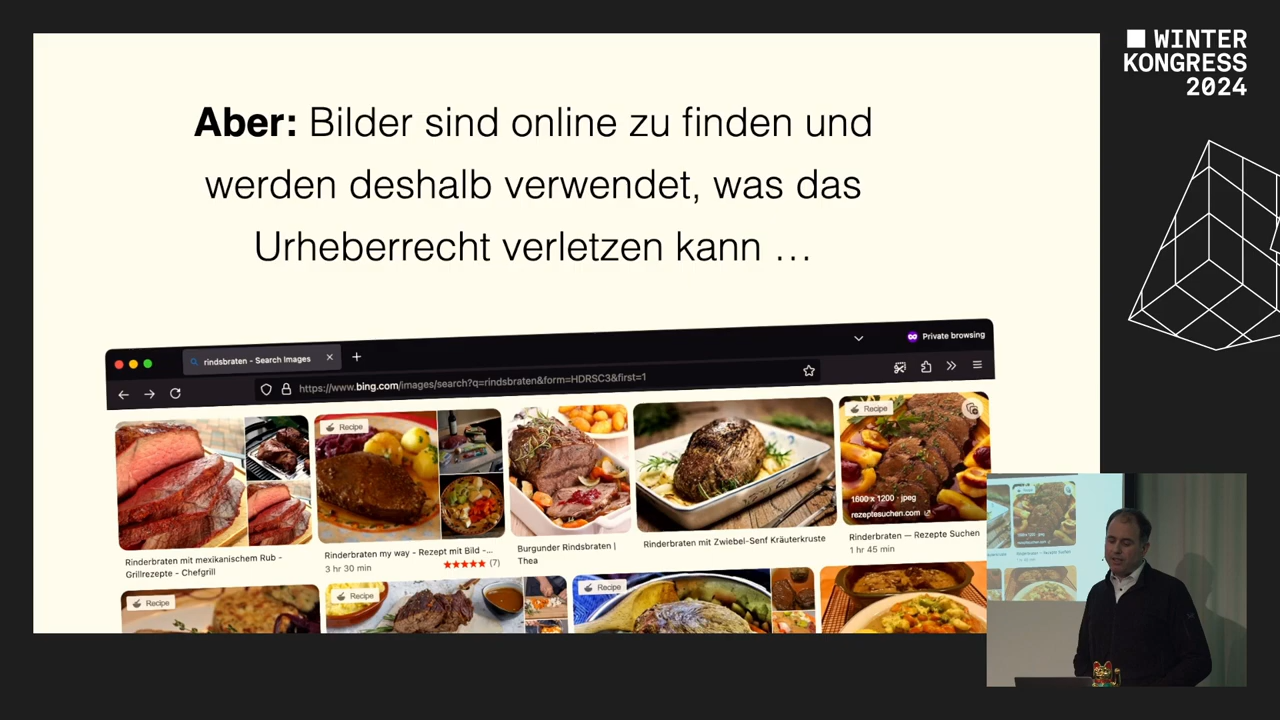 WINTER
KONGRESS
2024
Aber: Bilder sind online zu finden und
werden deshalb verwendet, was das
Urheberrecht verletzen kann …
rindsbraten - Search Images
Private browsing
https://www.bing.com/images/search?q=rindsbraten&form=HDRSC3&first=1
Recipe
Recipe
1600 x 1200 · jpeg
rezeptesuchen.com
Rinderbraten mit mexikanischem Rub -
Grillrezepte - Chefgrill
Rinderbraten my way - Rezept mit Bild -...
3 hr 30 min
(7)
Burgunder Rindsbraten |
Thea
Rinderbraten mit Zwiebel-Senf Kräuterkruste
Rinderbraten — Rezepte Suchen
1 hr 45 min
Recipe
Recipe
Recipe